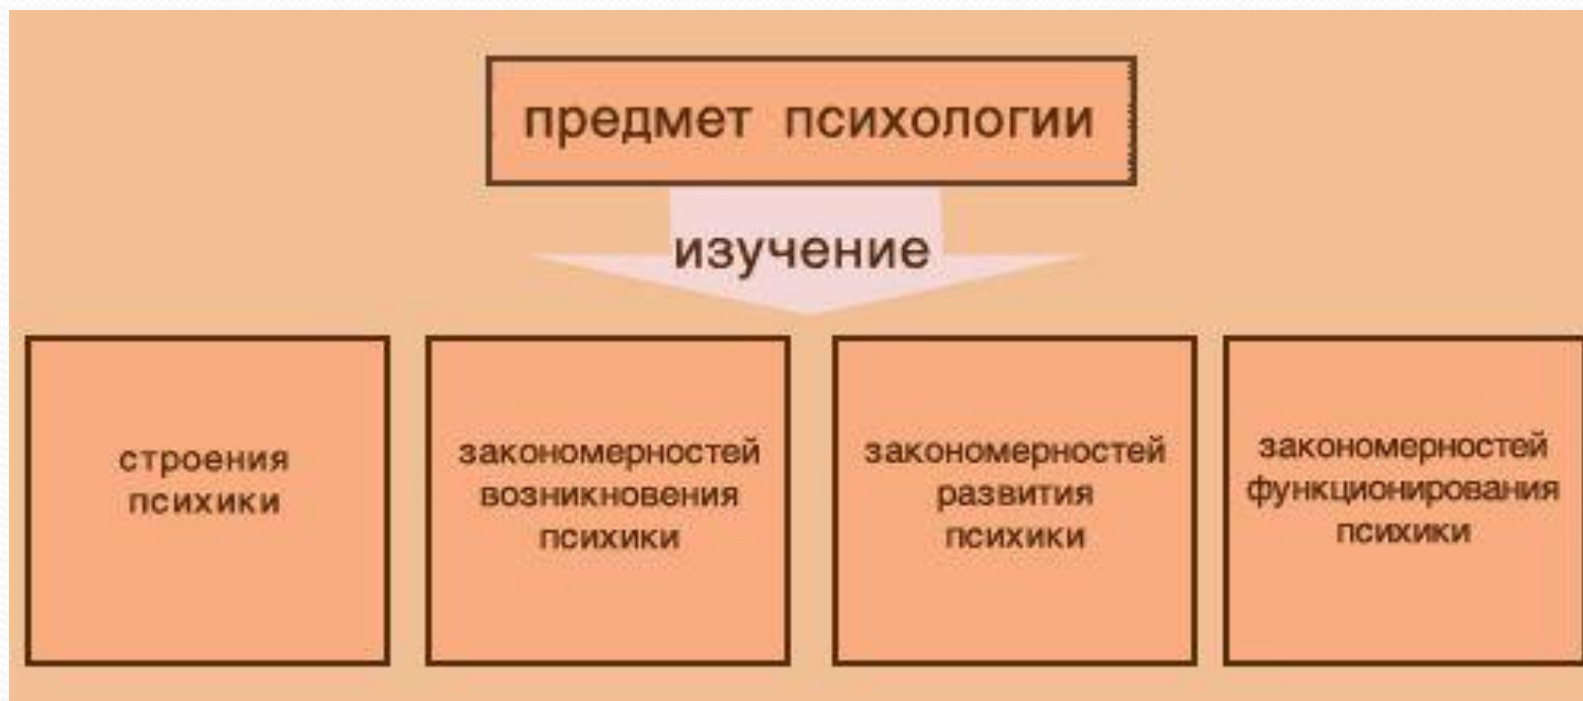 предмет психологии
изучение
строения
психики
закономерностей
возникновения
психики
закономерностей
развития
психики
закономерностей
функционирования
психики